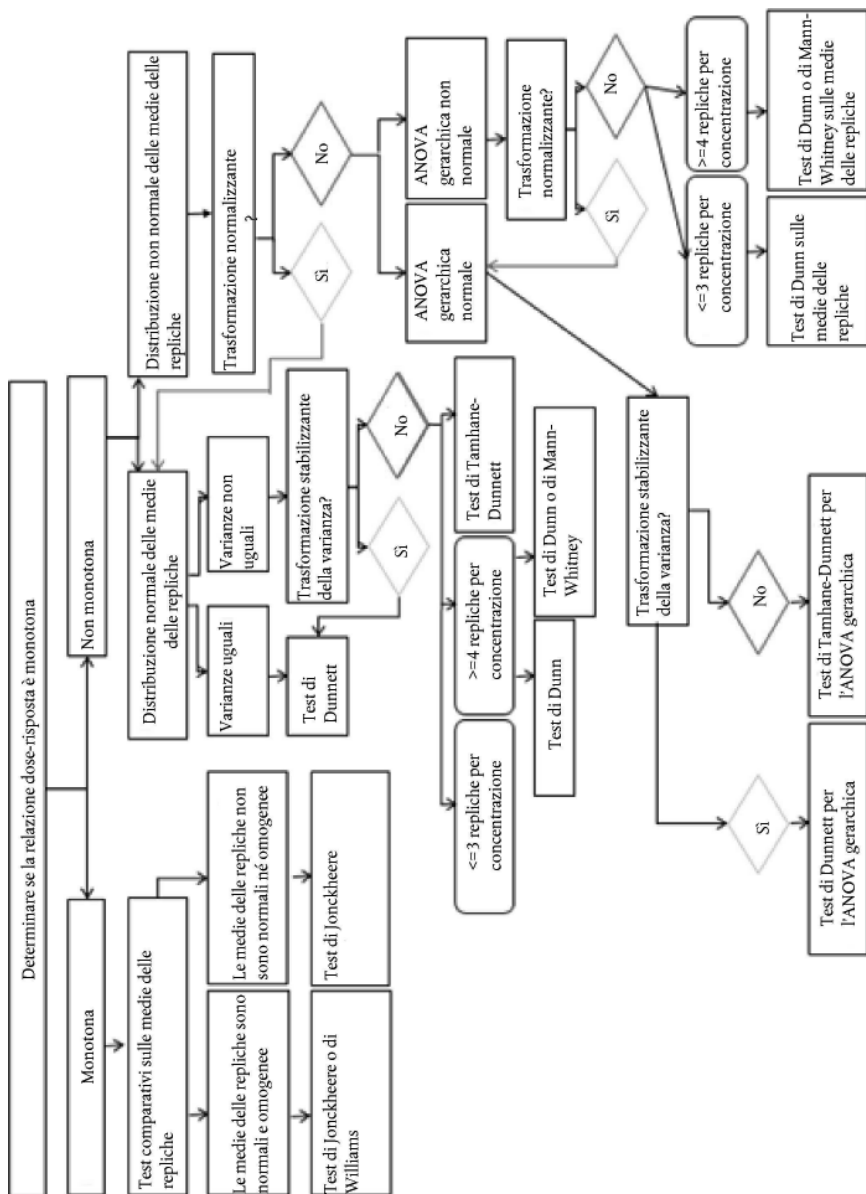 Determinare se la relazione dose-risposta è monotona
Monotona
Non monotona
Test comparativi sulle medie delle
repliche
Distribuzione normale delle medie
delle repliche
Distribuzione non normale delle medie delle
repliche
Le medie delle repliche sono
normali e omogenee
Le medie delle repliche non
sono normali né omogenee
Varianze uguali
Varianze non
uguali
Trasformazione normalizzante
?
Test di Jonckheere o di
Williams
Test di Jonckheere
Test di
Dunnett
Trasformazione stabilizzante
della varianza?
Sì
No
Sì
No
ANOVA
gerarchica
normale
ANOVA
gerarchica non
normale
<=3 repliche per
concentrazione
>=4 repliche per
concentrazione
Test di Tamhane-
Dunnett
Trasformazione
normalizzante?
Test di Dunn
Test di Dunn o di Mann-
Whitney
Sì
No
Trasformazione stabilizzante
della varianza?
<=3 repliche per
concentrazione
>=4 repliche per
concentrazione
Sì
No
Test di Dunn sulle
medie delle
repliche
Test di Dunn o di Mann-
Whitney sulle medie
delle repliche
Test di Dunnett per
l'ANOVA gerarchica
Test di Tamhane-Dunnett per
l'ANOVA gerarchica